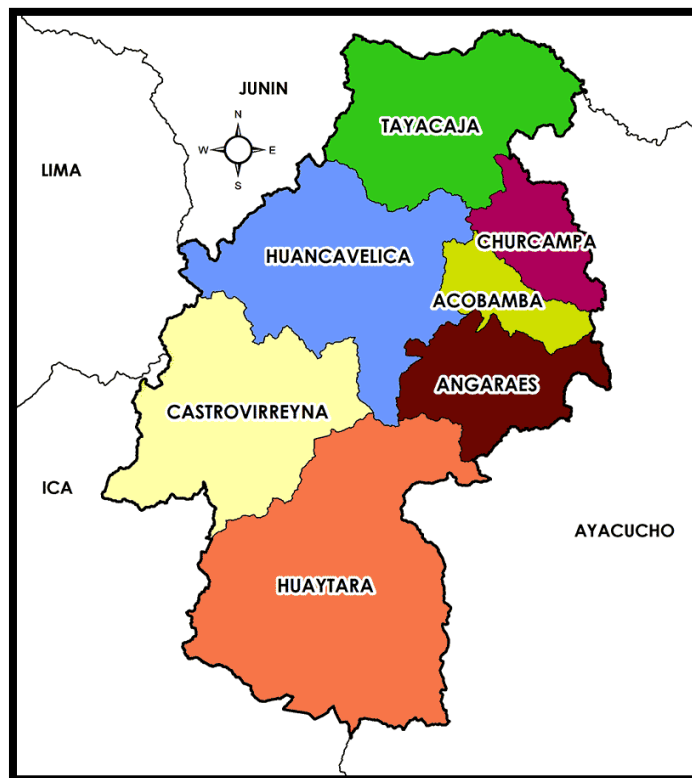 JUNIN
N
W E
S
TAYACAJA
LIMA
CHURCAMPA
HUANCAVELICA
ACOBAMBA
ANGARAES
CASTROVIRREYNA
ICA
AYACUCHO
HUAYTARA